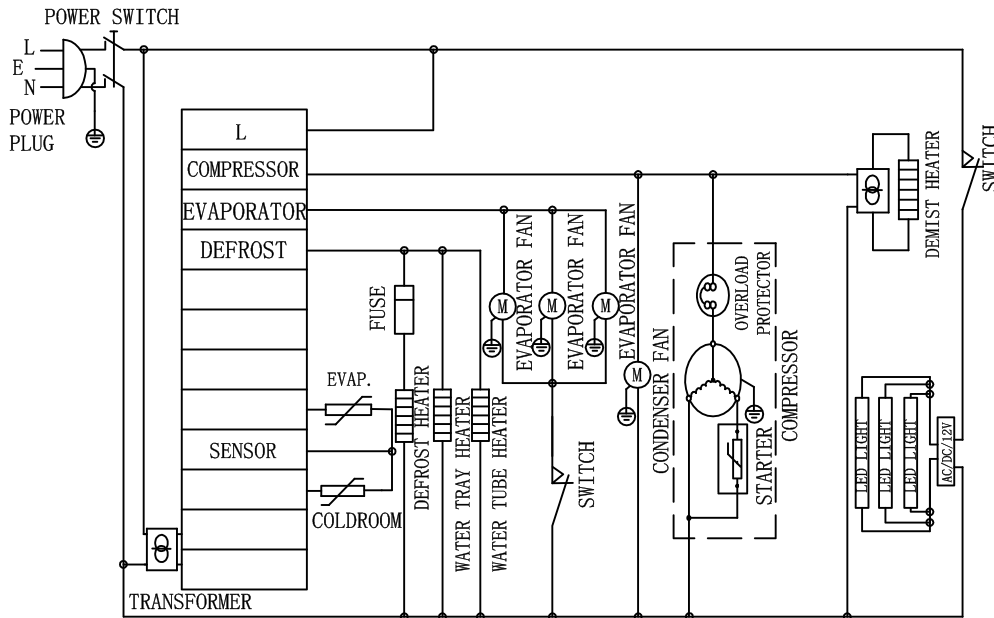 POWER SWITCH
L
E
N
POWER
PLUG
L
COMPRESSOR
EVAPORATOR
DEFROST
SENSOR
FUSE
EVAP.
COLDROOM
TRANSFORMER
DEFROST HEATER
WATER TRAY HEATER
WATER TUBE HEATER
M
M
M
EVAPORATOR FAN
EVAPORATOR FAN
EVAPORATOR FAN
SWITCH
M
CONDENSER FAN
OVERLOAD
PROTECTOR
STARTER
COMPRESSOR
DEMIST HEATER
SWITCH
LED LIGHT
LED LIGHT
LED LIGHT
AC/DC/12V